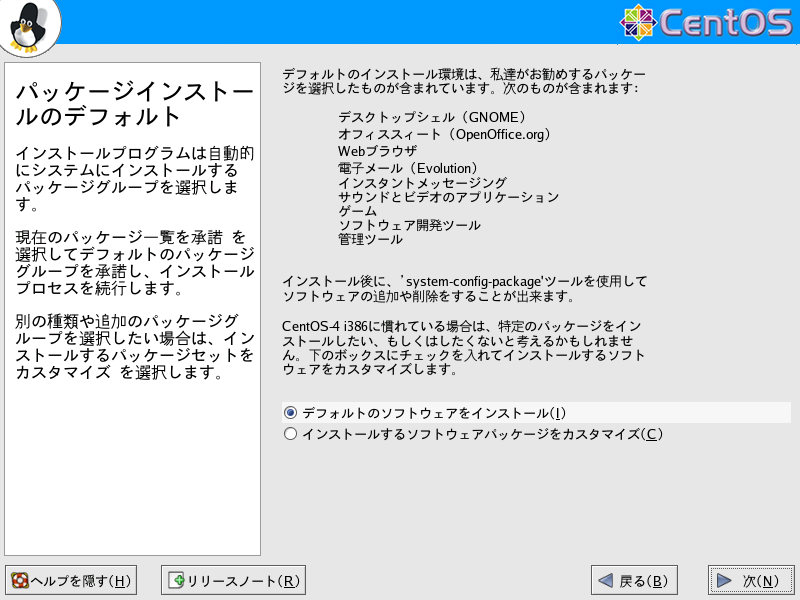 CentOS
パッケージインストー
ルのデフォルト
インストールプログラムは自動的
にシステムにインストールする
パッケージグループを選択しま
す。
現在のパッケージ一覧を承諾 を
選択してデフォルトのパッケージ
グループを承諾し、インストール
プロセスを続行します。
別の種類や追加のパッケージグ
ループを選択したい場合は、イン
ストールするパッケージセットを
カスタマイズ を選択します。
デフォルトのインストール環境は、私達がお勧めするパッケー
ジを選択したものが含まれています。次のものが含まれます:
デスクトップシェル（GNOME）
オフィススィート（OpenOffice.org）
Webブラウザ
電子メール（Evolution）
インスタントメッセージング
サウンドとビデオのアプリケーション
ゲーム
ソフトウェア開発ツール
管理ツール
インストール後に、'system-config-package'ツールを使用して
ソフトウェアの追加や削除をすることが出来ます。
CentOS-4 i386に慣れている場合は、特定のパッケージをイン
ストールしたい、もしくはしたくないと考えるかもしれませ
ん。下のボックスにチェックを入れてインストールするソフト
ウェアをカスタマイズします。
デフォルトのソフトウェアをインストール(I)
インストールするソフトウェアパッケージをカスタマイズ(C)
ヘルプを隠す(H)
リリースノート(R)
戻る(B)
次(N)